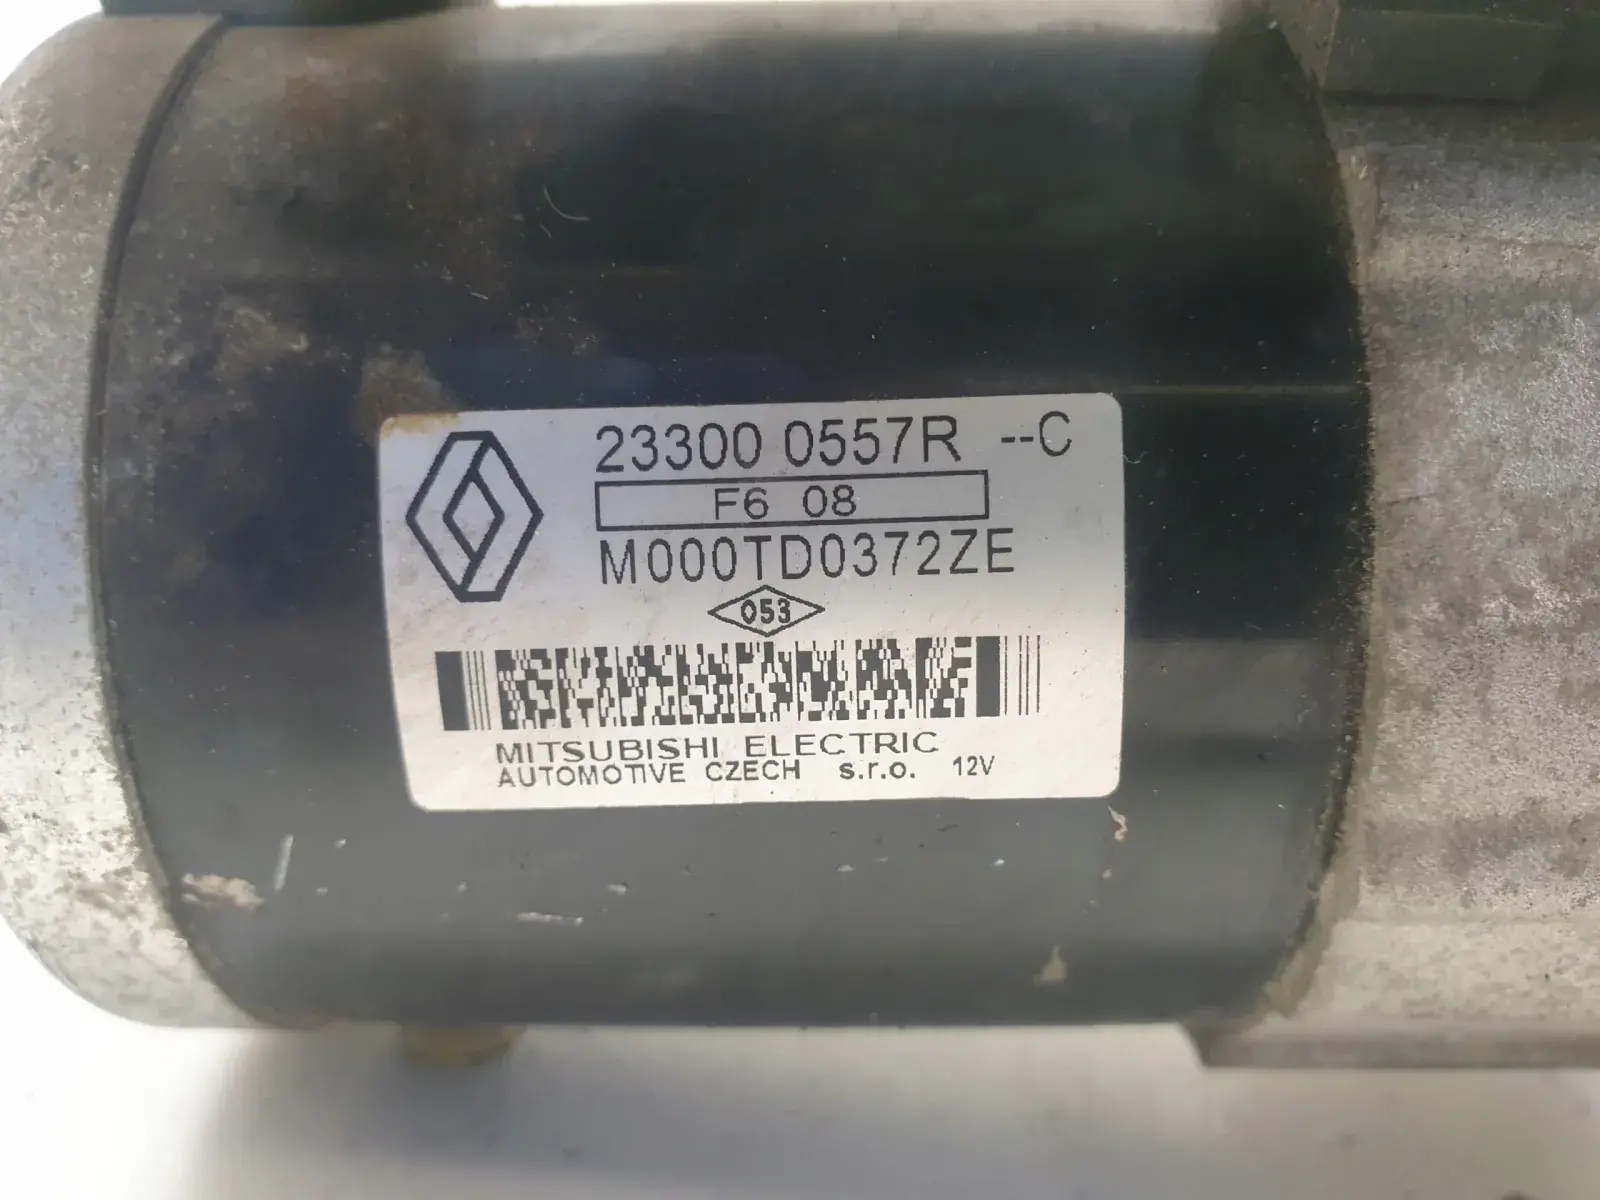 23300 0557R --C
F6 08
M000TD0372ZE
053
MITSUBISHI ELECTRIC
AUTOMOTIVE CZECH s.r.o. 12V